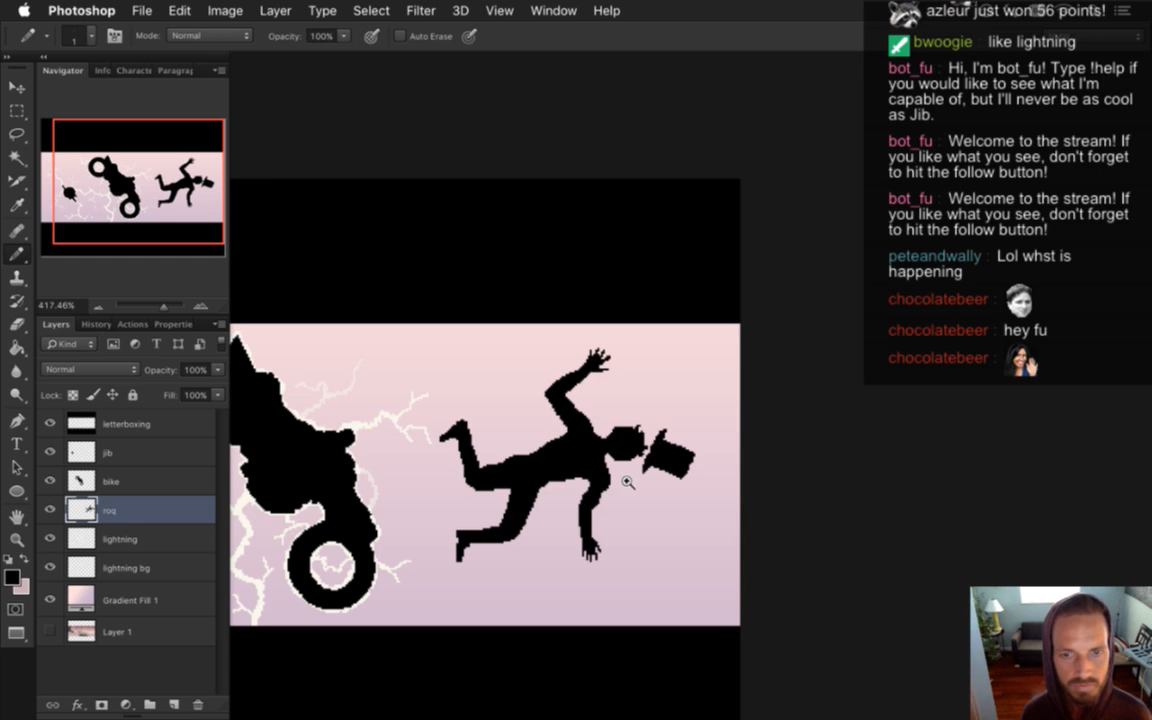 Photoshop File Edit Image Layer Type Select Filter 3D View Window Help
1 Mode: Normal Opacity: 100% Auto Erase
Navigator Info Characte Paragraj
417.46%
Layers History Actions Propertie
Kind
Normal Opacity: 100%
Lock: Fill: 100%
letterboxing
jib
bike
roq
lightning
lightning bg
Gradient Fill 1
Layer 1
fx
azleur just won 56 points!
bwoogie like lightning
bot_fu : Hi, I'm bot_fu! Type !help if
you would like to see what I'm
capable of, but I'll never be as cool
as Jib.
bot_fu : Welcome to the stream! If
you like what you see, don't forget
to hit the follow button!
bot_fu : Welcome to the stream! If
you like what you see, don't forget
to hit the follow button!
peteandwally : Lol whst is
happening
chocolatebeer :
chocolatebeer : hey fu
chocolatebeer :